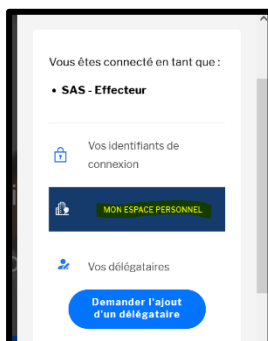 Vous êtes connecté en tant que :
• SAS - Effecteur
Vos identifiants de
connexion
MON ESPACE PERSONNEL
Vos délégataires
Demander l'ajout
d'un délégataire